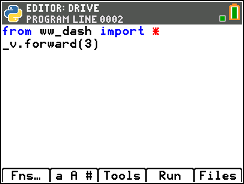 EDITOR: DRIVE
PROGRAM LINE 0002
from ww_dash import *
_v.forward(3)
Fns… a A # Tools Run Files